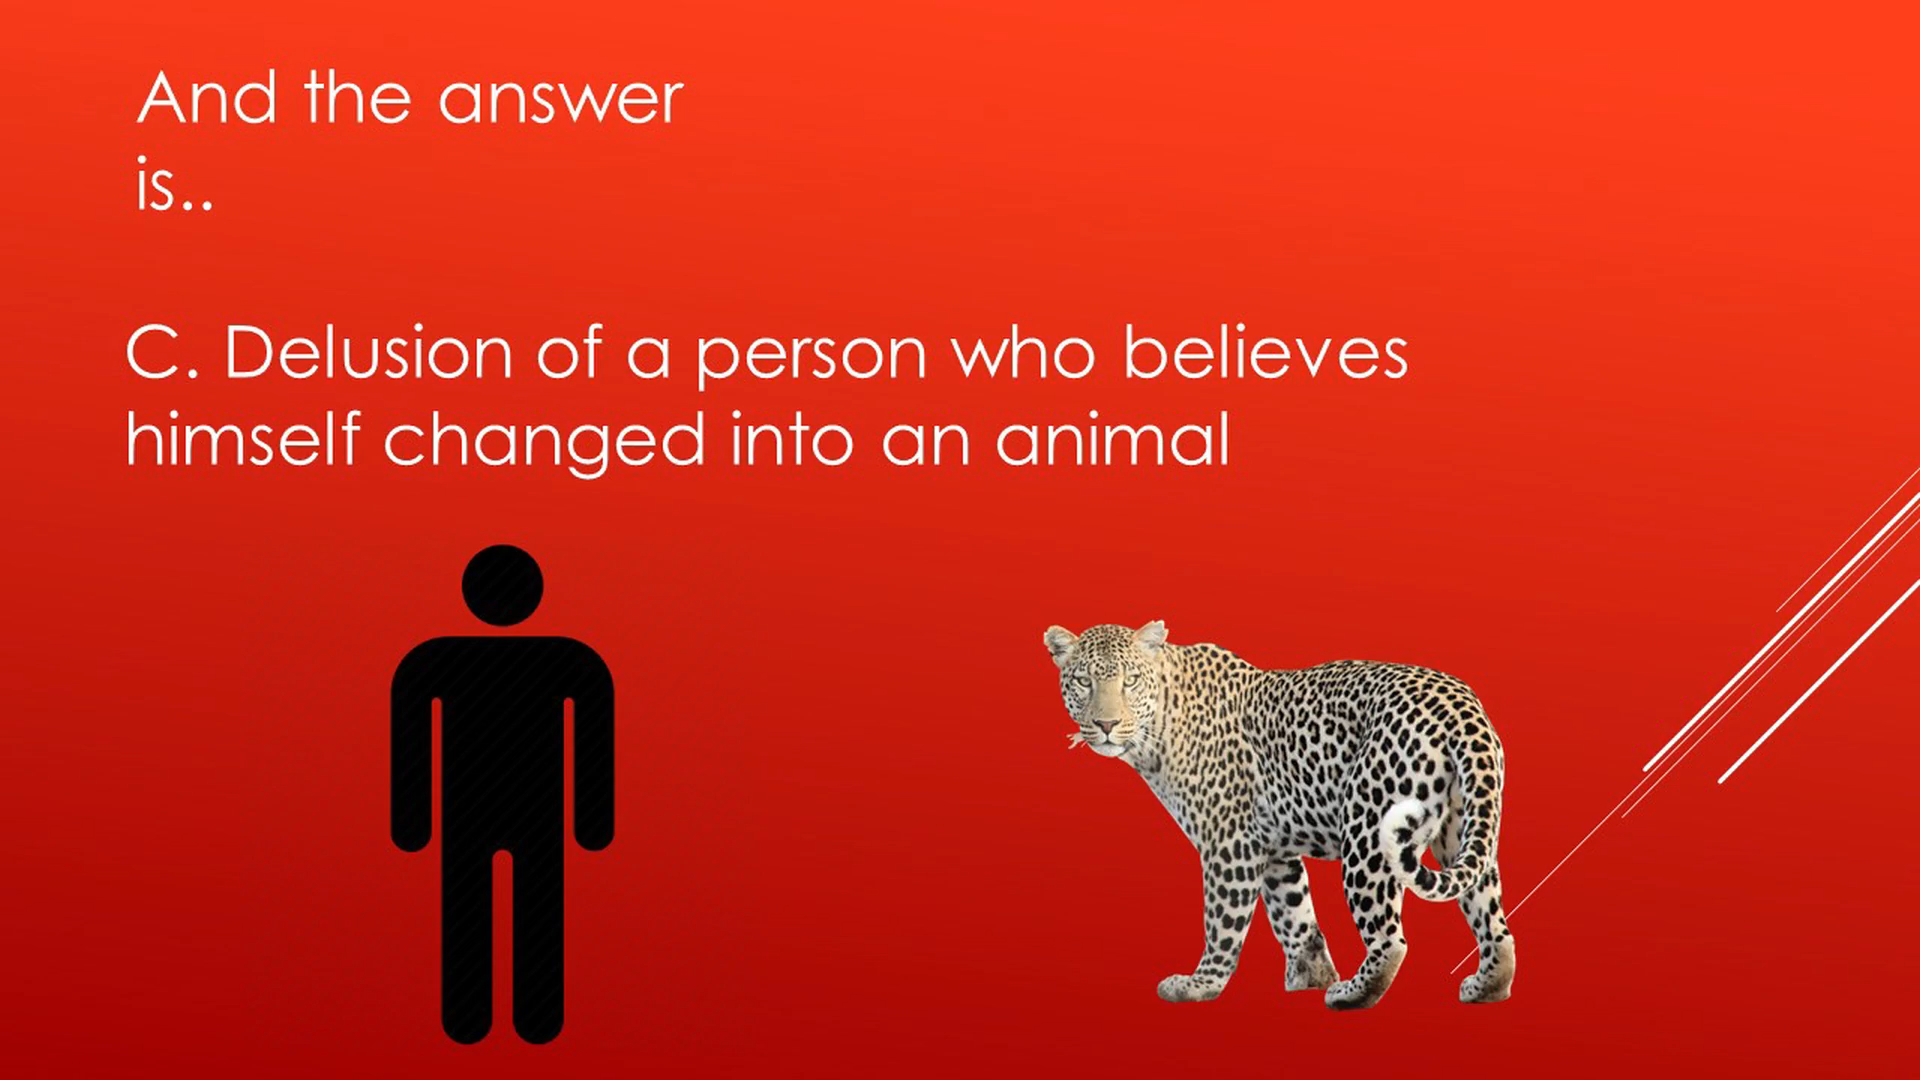 And the answer
is..
C. Delusion of a person who believes
himself changed into an animal